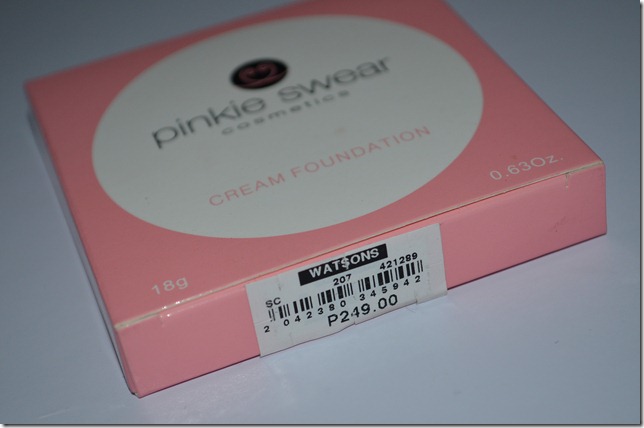 pinkie swear
cosmetics
CREAM FOUNDATION
0.63Oz.
18g
WATSONS
SC 207 421289
2 042380 345942
P249.00